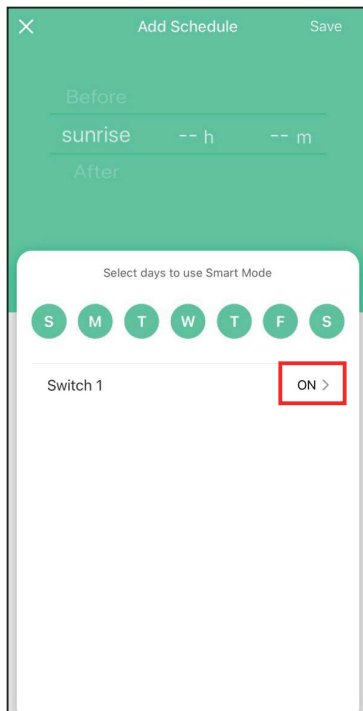 Add Schedule Save
Before
sunrise -- h -- m
After
Select days to use Smart Mode
S M T W T F S
Switch 1 ON >